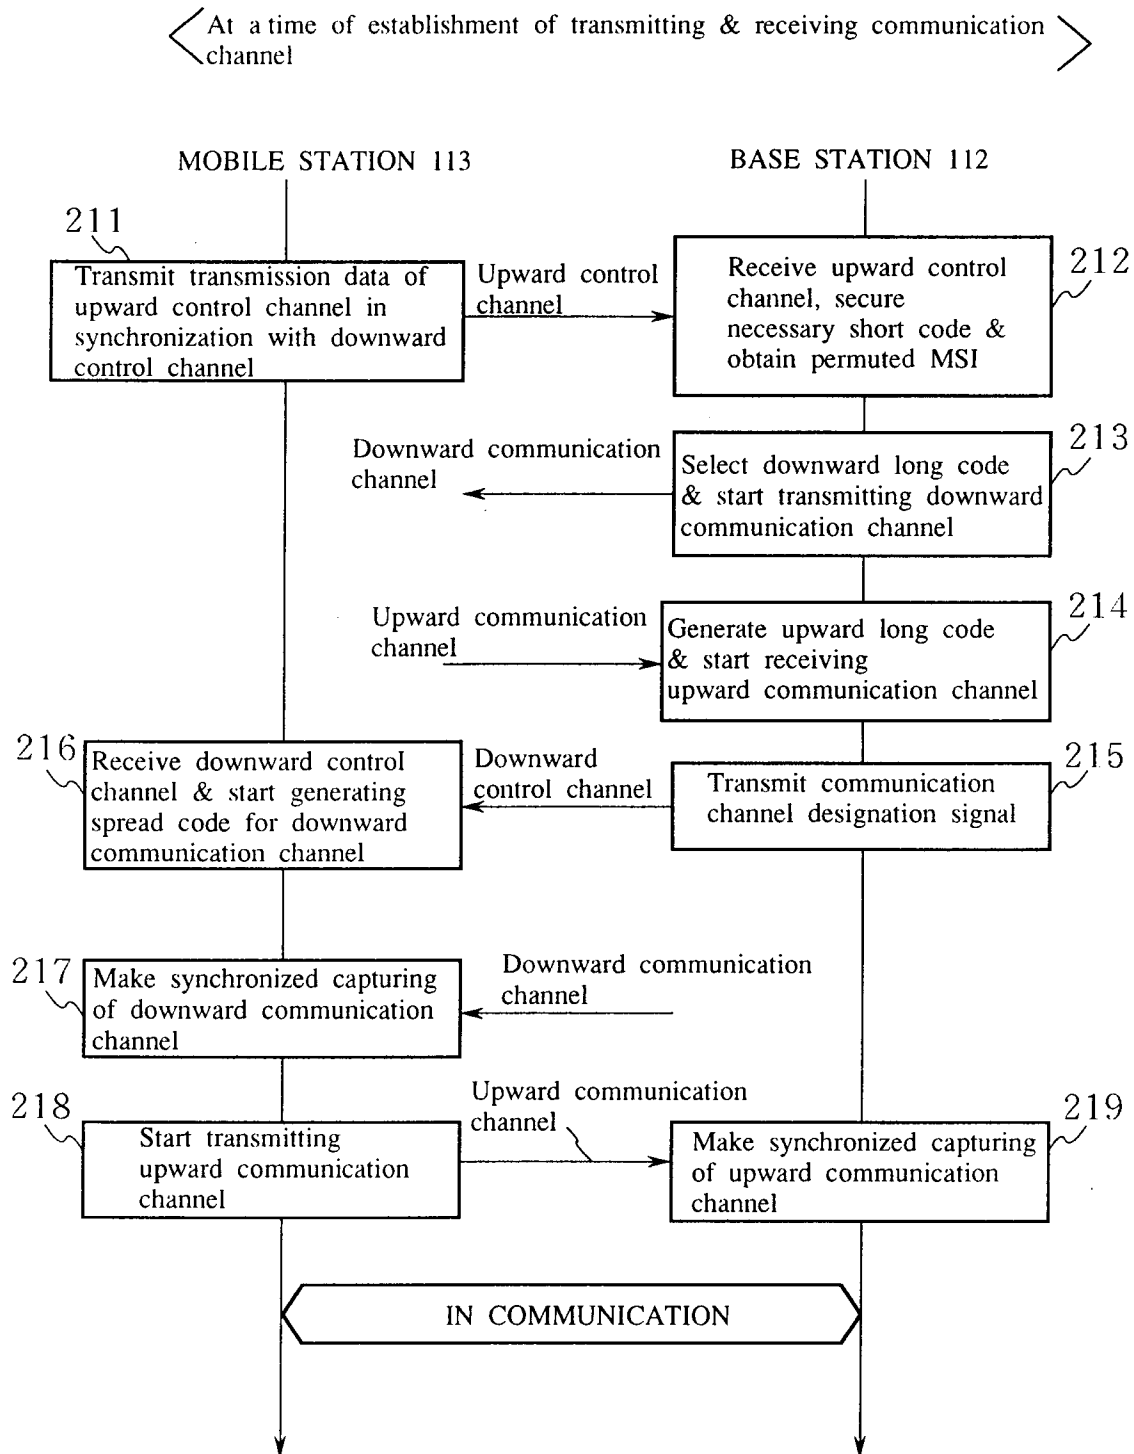 At a time of establishment of transmitting & receiving communication
channel
MOBILE STATION 113
BASE STATION 112
211
Transmit transmission data of
upward control channel in
synchronization with downward
control channel
Upward control
channel
212
Receive upward control
channel, secure
necessary short code &
obtain permuted MSI
Downward communication
channel
213
Select downward long code
& start transmitting downward
communication channel
Upward communication
channel
214
Generate upward long code
& start receiving
upward communication channel
216
Receive downward control
channel & start generating
spread code for downward
communication channel
Downward
control channel
215
Transmit communication
channel designation signal
217
Make synchronized capturing
of downward communication
channel
Downward communication
channel
218
Start transmitting
upward communication
channel
Upward communication
channel
219
Make synchronized capturing
of upward communication
channel
IN COMMUNICATION